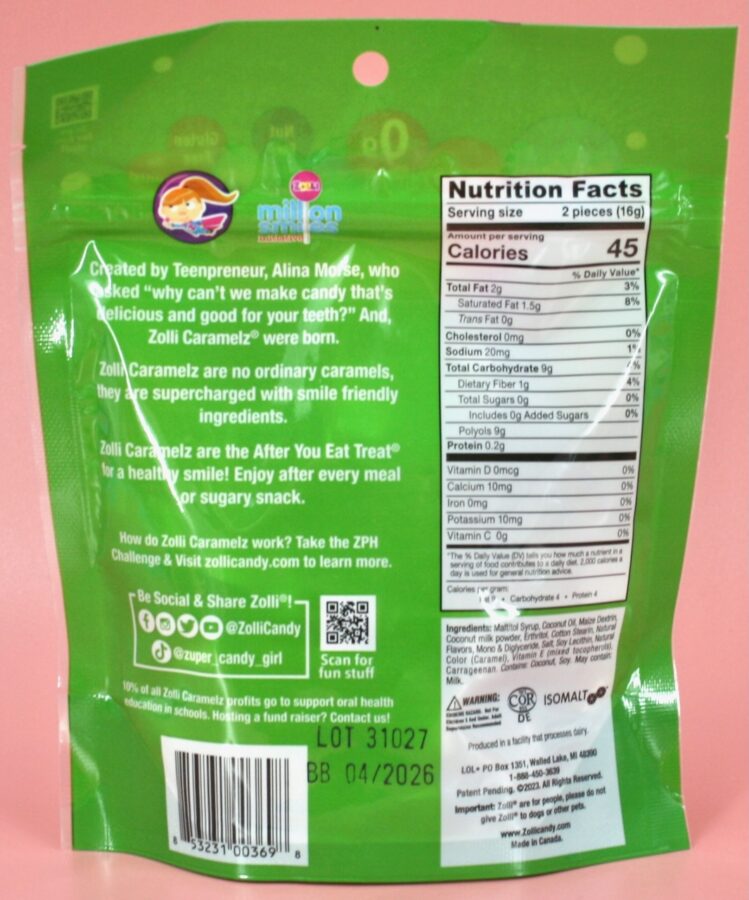 Zolli
million
smiles
initiative
Created by Teenpreneur, Alina Morse, who
asked “why can’t we make candy that’s
delicious and good for your teeth?” And,
Zolli Caramelz® were born.
Zolli Caramelz are no ordinary caramels,
they are supercharged with smile friendly
ingredients.
Zolli Caramelz are the After You Eat Treat®
for a healthy smile! Enjoy after every meal
or sugary snack.
How do Zolli Caramelz work? Take the ZPH
Challenge & Visit zollicandy.com to learn more.
Be Social & Share Zolli®!
@ZolliCandy
@zuper_candy_girl
Scan for
fun stuff
10% of all Zolli Caramelz profits go to support oral health
education in schools. Hosting a fund raiser? Contact us!
LOT 31027
BB 04/2026
8 53231 00369 8
Nutrition Facts
Serving size 2 pieces (16g)
Amount per serving
Calories 45
% Daily Value*
Total Fat 2g 3%
Saturated Fat 1.5g 8%
Trans Fat 0g
Cholesterol 0mg 0%
Sodium 20mg 1%
Total Carbohydrate 9g %
Dietary Fiber 1g 4%
Total Sugars 0g 0%
Includes 0g Added Sugars 0%
Polyols 9g
Protein 0.2g
Vitamin D 0mcg 0%
Calcium 10mg 0%
Iron 0mg 0%
Potassium 10mg 0%
Vitamin C 0g 0%
*The % Daily Value (DV) tells you how much a nutrient in a
serving of food contributes to a daily diet. 2,000 calories a
day is used for general nutrition advice.
Calories per gram:
Fat 9 • Carbohydrate 4 • Protein 4
Ingredients: Maltitol Syrup, Coconut Oil, Maize Dextrin,
Coconut milk powder, Erythritol, Cotton Stearin, Natural
Flavors, Mono & Diglyceride, Salt, Soy Lecithin, Natural
Color (Caramel), Vitamin E (mixed tocopherols),
Carrageenan. Contains: Coconut, Soy. May contain:
Milk.
WARNING:
COR
DE
ISOMALT
Produced in a facility that processes dairy.
LOL• PO Box 1351, Walled Lake, MI 48390
1-888-450-3639
Patent Pending. ©2023. All Rights Reserved.
Important: Zolli® are for people, please do not
give Zolli® to dogs or other pets.
www.Zollicandy.com
Made in Canada.